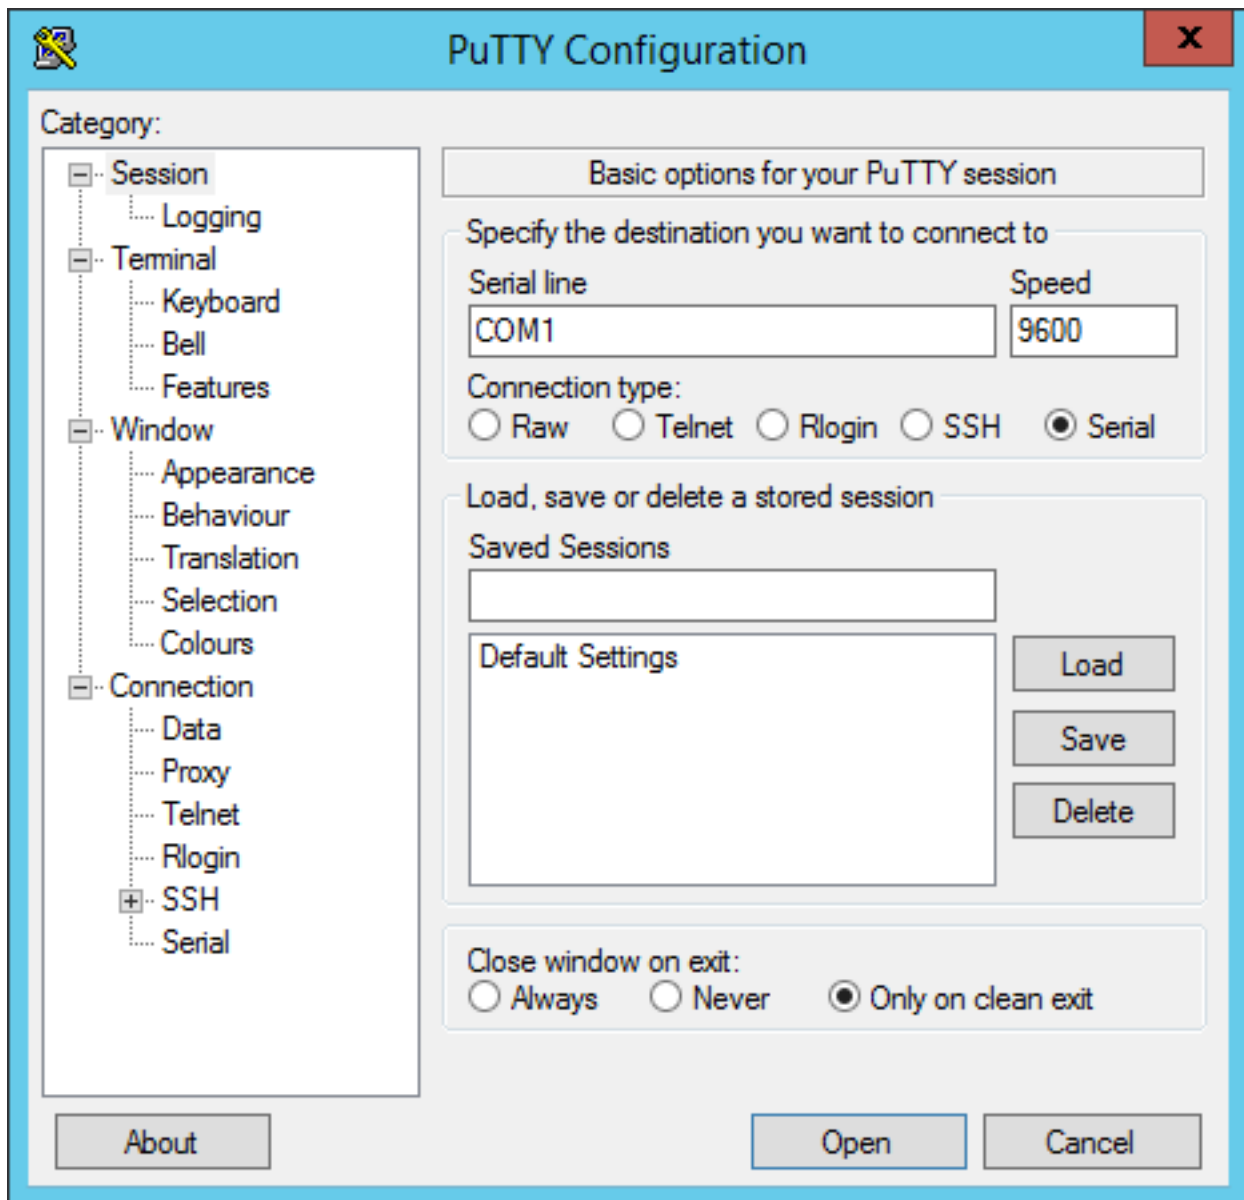 PuTTY Configuration
x
Category:
Session
Logging
Terminal
Keyboard
Bell
Features
Window
Appearance
Behaviour
Translation
Selection
Colours
Connection
Data
Proxy
Telnet
Rlogin
SSH
Serial
Basic options for your PuTTY session
Specify the destination you want to connect to
Serial line Speed
COM1 9600
Connection type:
Raw Telnet Rlogin SSH Serial
Load, save or delete a stored session
Saved Sessions
Default Settings
Load
Save
Delete
Close window on exit:
Always Never Only on clean exit
About Open Cancel